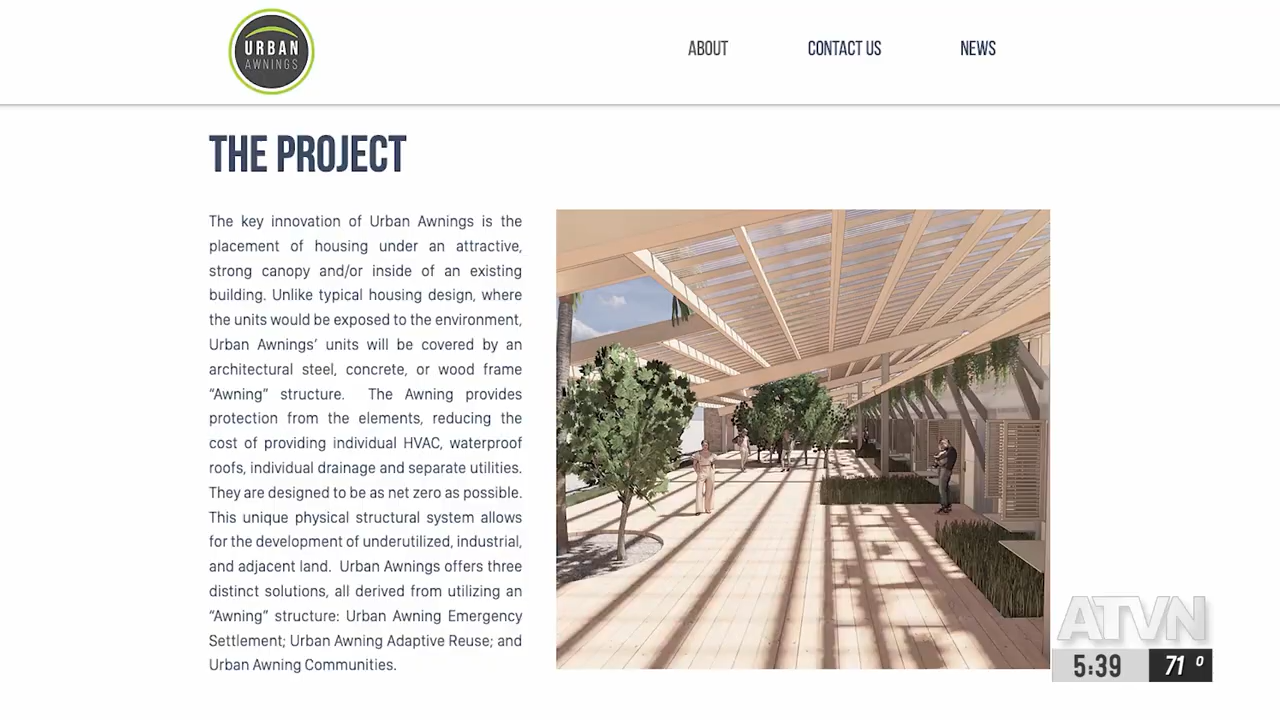 URBAN
AWNINGS
ABOUT
CONTACT US
NEWS
THE PROJECT
The key innovation of Urban Awnings is the
placement of housing under an attractive,
strong canopy and/or inside of an existing
building. Unlike typical housing design, where
the units would be exposed to the environment,
Urban Awnings’ units will be covered by an
architectural steel, concrete, or wood frame
“Awning” structure. The Awning provides
protection from the elements, reducing the
cost of providing individual HVAC, waterproof
roofs, individual drainage and separate utilities.
They are designed to be as net zero as possible.
This unique physical structural system allows
for the development of underutilized, industrial,
and adjacent land. Urban Awnings offers three
distinct solutions, all derived from utilizing an
“Awning” structure: Urban Awning Emergency
Settlement; Urban Awning Adaptive Reuse; and
Urban Awning Communities.
ATVN
5:39
71°